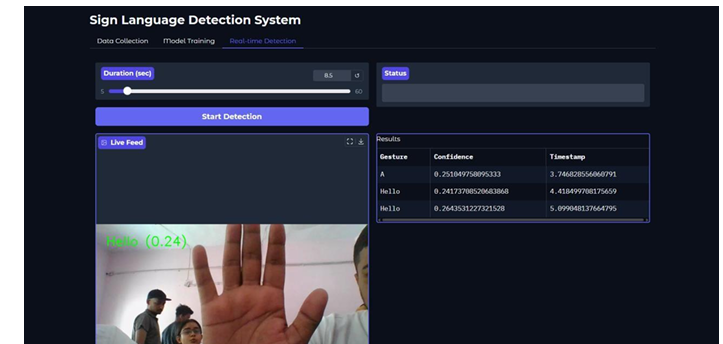 Sign Language Detection System
Data Collection Model Training Real-time Detection
Duration (sec)
8.5
5
60
Start Detection
Live Feed
Hello (0.24)
Status
Results
Gesture Confidence Timestamp
A 0.251049758095333 3.746828556060791
Hello 0.24173708520683868 4.418499708175659
Hello 0.2643531227321528 5.099048137664795